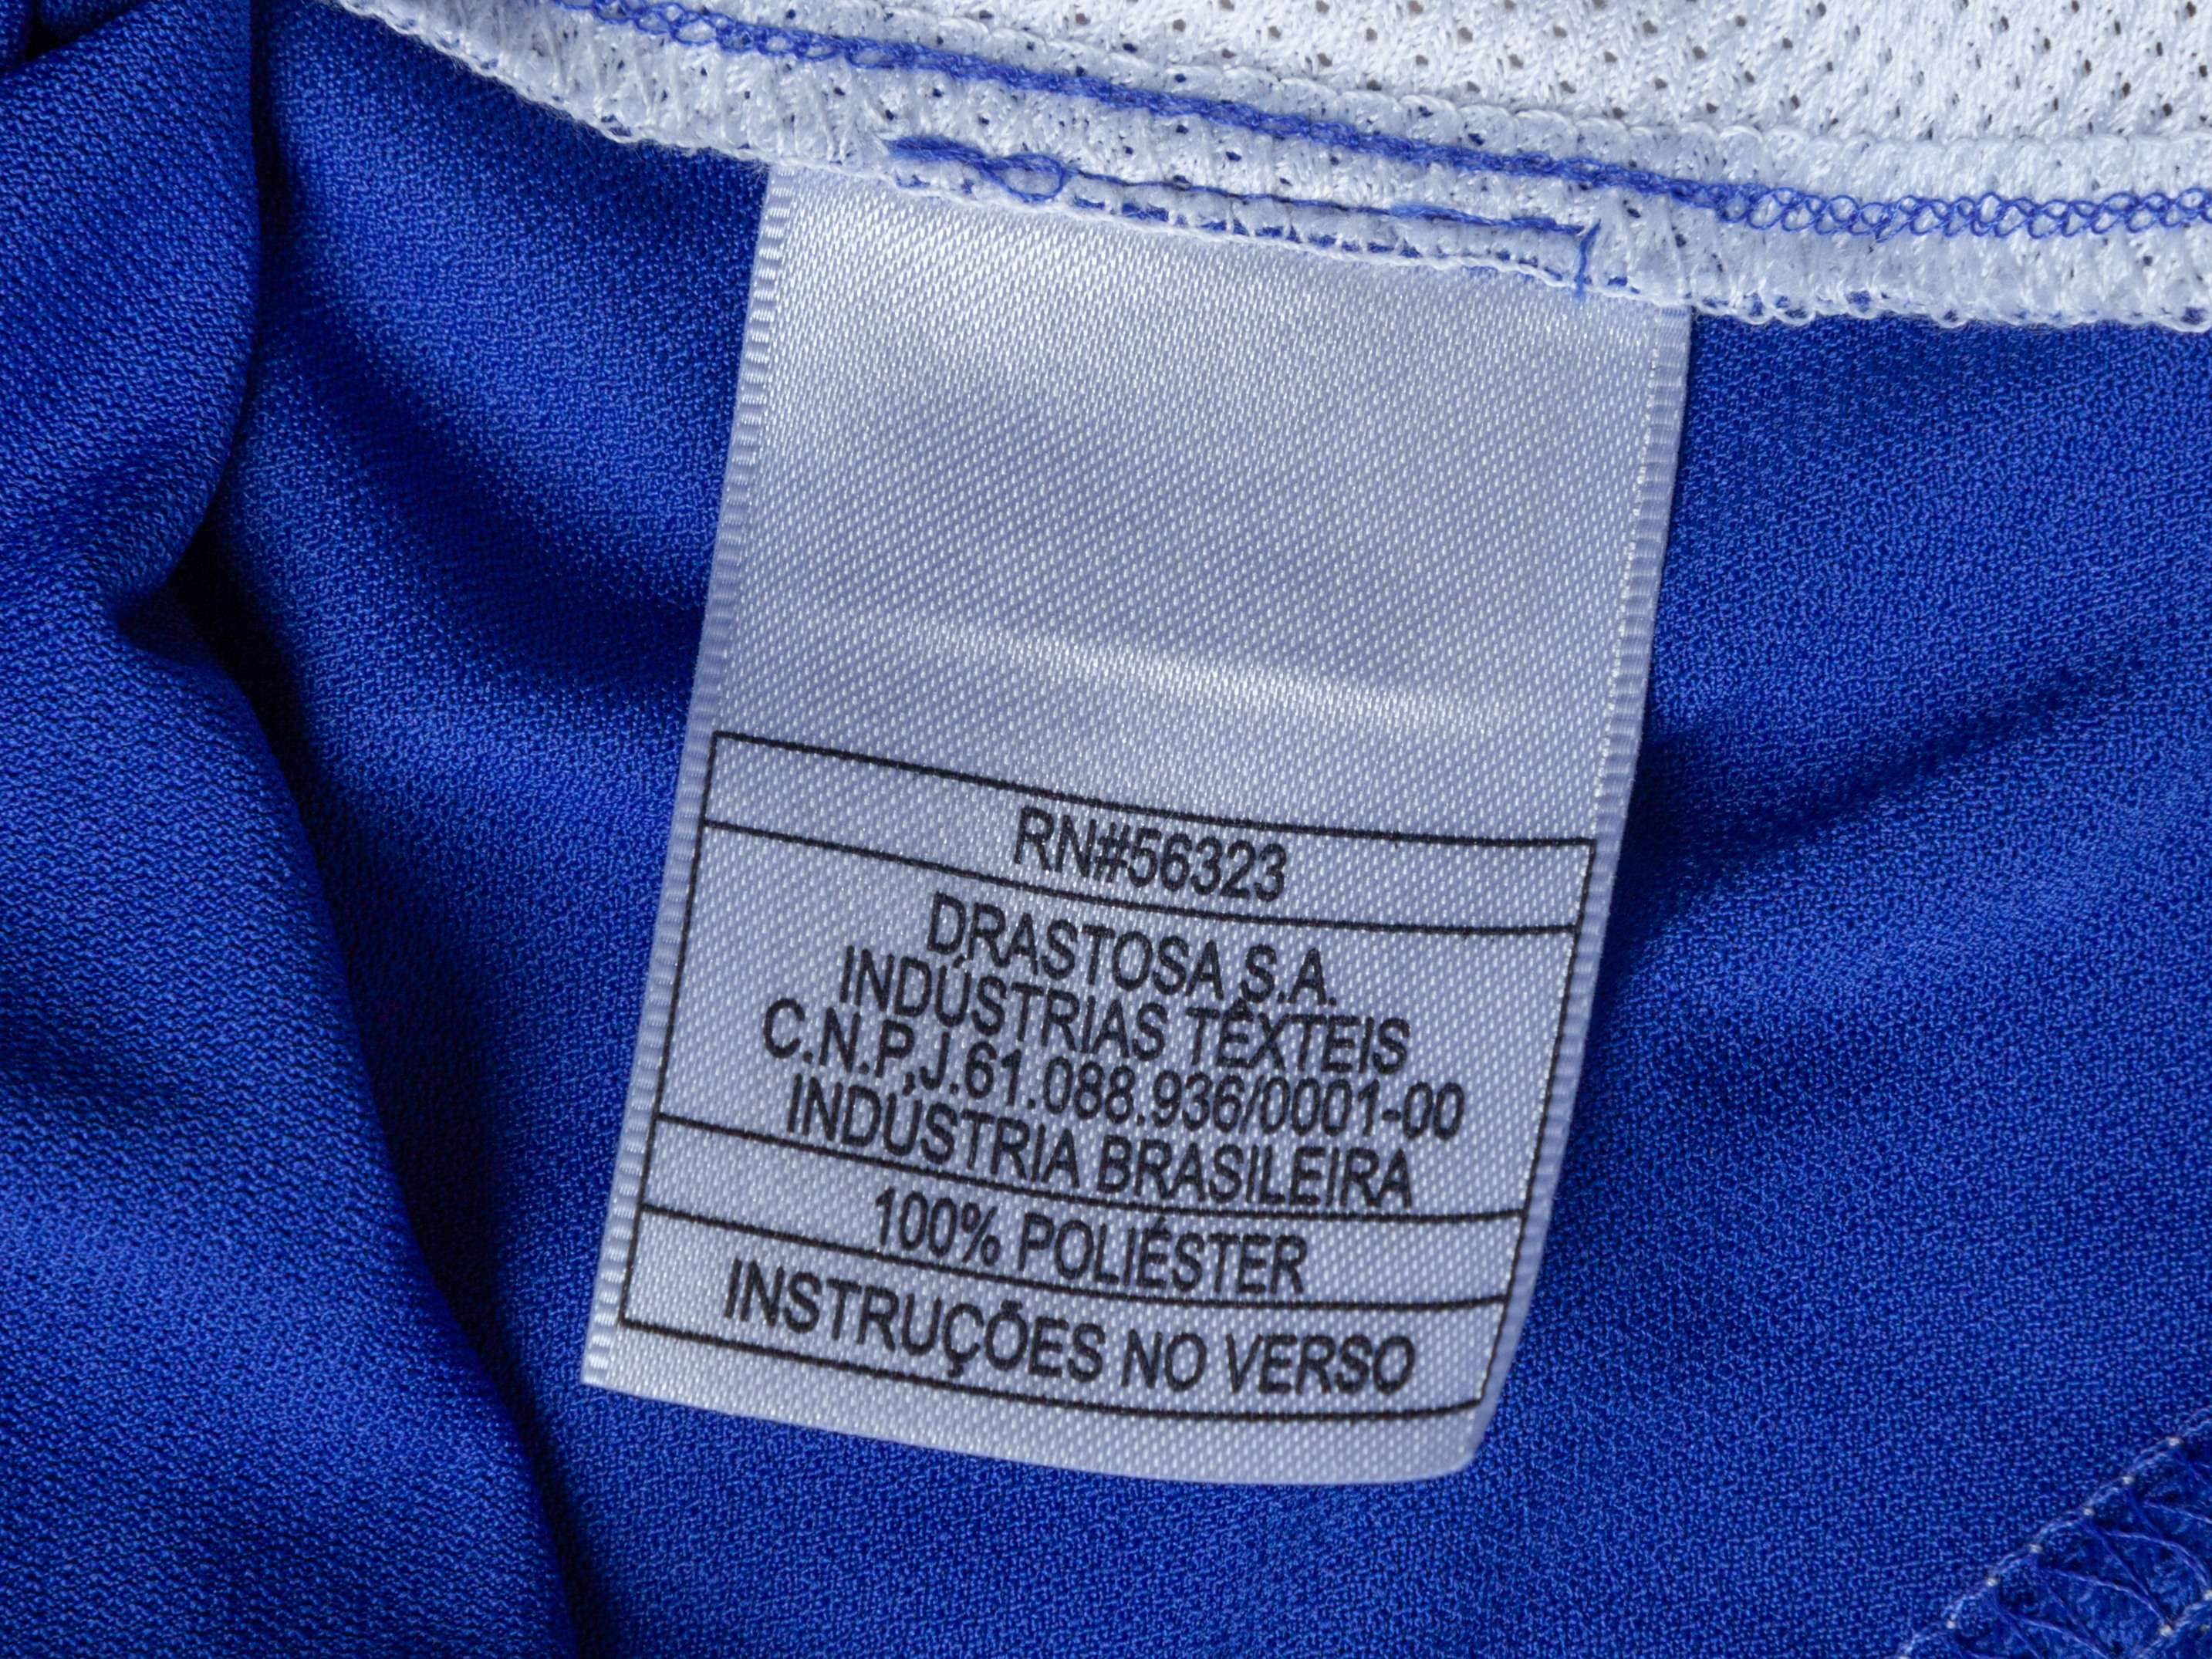 RN#56323
DRASTOSA S.A.
INDÚSTRIAS TÊXTEIS
C.N.P.J.61.088.936/0001-00
INDÚSTRIA BRASILEIRA
100% POLIÉSTER
INSTRUÇÕES NO VERSO